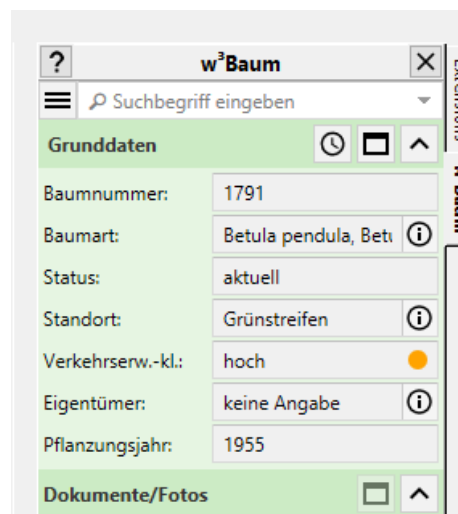 ? w³Baum
Suchbegriff eingeben
Grunddaten
Baumnummer: 1791
Baumart: Betula pendula,
Status: aktuell
Standort: Grünstreifen
Verkehrserw.-kl.: hoch
Eigentümer: keine Angabe
Pflanzungsjahr: 1955
Dokumente/Fotos